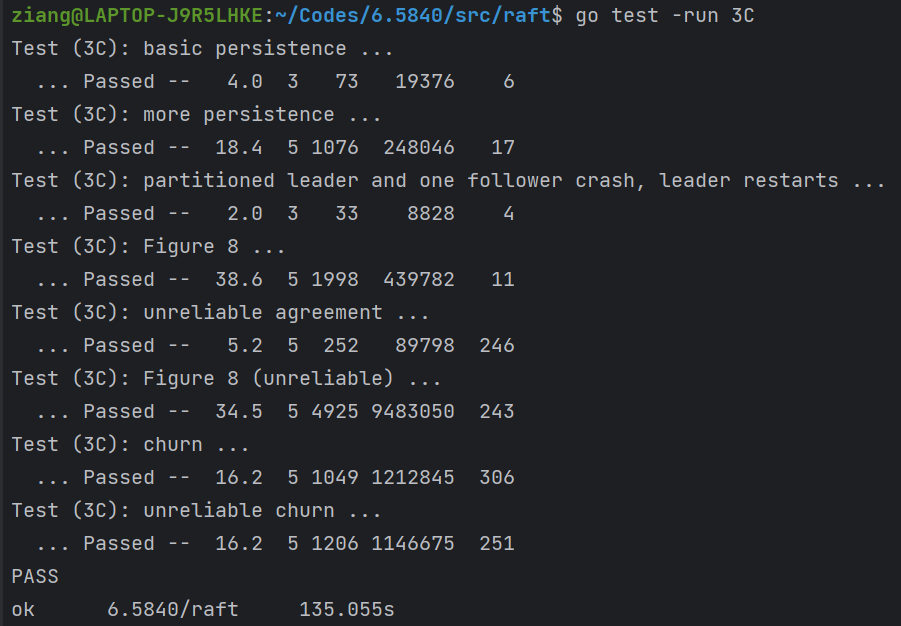 ziang@LAPTOP-J9R5LHKE:~/Codes/6.5840/src/raft$ go test -run 3C
Test (3C): basic persistence ...
  ... Passed --   4.0  3   73   19376    6
Test (3C): more persistence ...
  ... Passed --  18.4  5 1076  248046   17
Test (3C): partitioned leader and one follower crash, leader restarts ...
  ... Passed --   2.0  3   33    8828    4
Test (3C): Figure 8 ...
  ... Passed --  38.6  5 1998  439782   11
Test (3C): unreliable agreement ...
  ... Passed --   5.2  5  252   89798  246
Test (3C): Figure 8 (unreliable) ...
  ... Passed --  34.5  5 4925 9483050  243
Test (3C): churn ...
  ... Passed --  16.2  5 1049 1212845  306
Test (3C): unreliable churn ...
  ... Passed --  16.2  5 1206 1146675  251
PASS
ok      6.5840/raft     135.055s